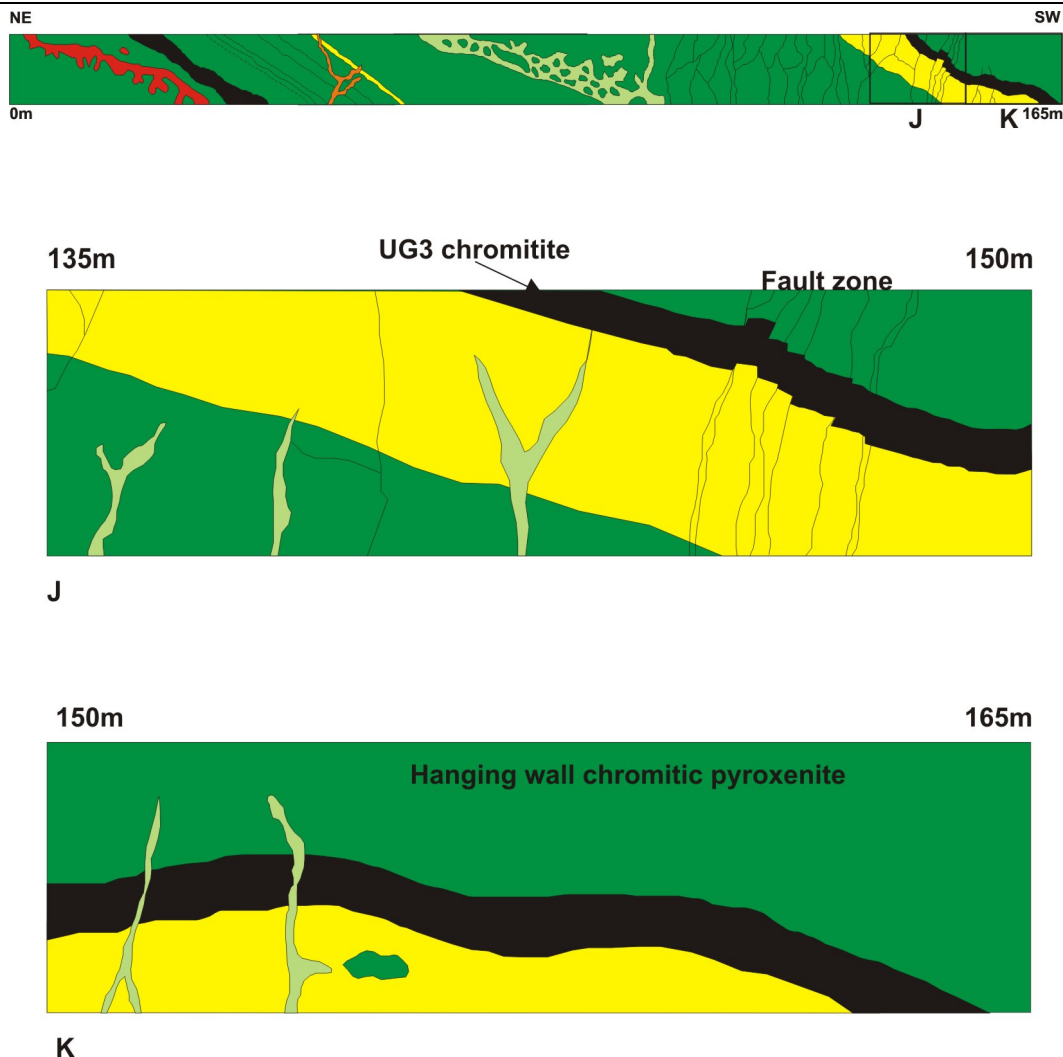 NE
SW
0m
J
K
165m
UG3 chromitite
135m
150m
Fault zone
J
150m
165m
Hanging wall chromitic pyroxenite
K